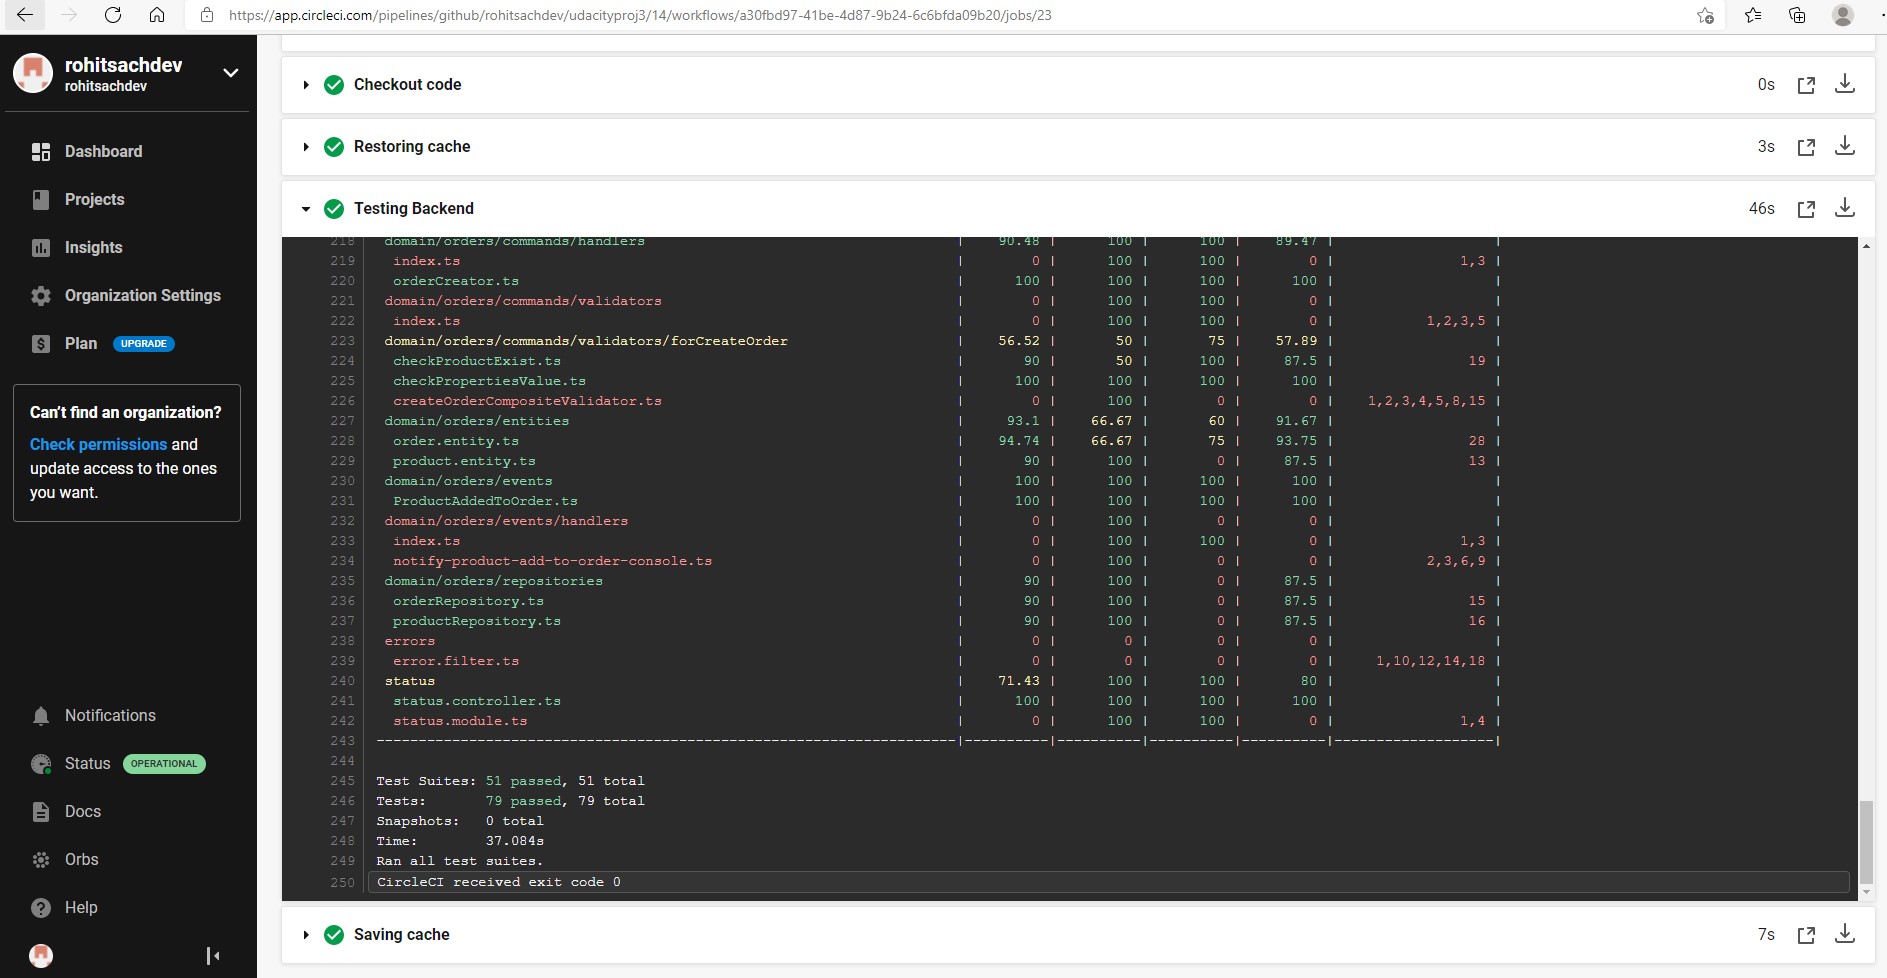 https://app.circleci.com/pipelines/github/rohitsachdev/udacityproj3/14/workflows/a30fbd97-41be-4d87-9b24-6c6bfda09b20/jobs/23
rohitsachdev
rohitsachdev
Dashboard
Projects
Insights
Organization Settings
Plan UPGRADE
Can't find an organization?
Check permissions and
update access to the ones
you want.
Notifications
Status OPERATIONAL
Docs
Orbs
Help
Checkout code 0s
Restoring cache 3s
Testing Backend 46s
218 domain/orders/commands/handlers | 90.48 | 100 | 100 | 89.47 | |
219 index.ts | 0 | 100 | 100 | 0 | 1,3 |
220 orderCreator.ts | 100 | 100 | 100 | 100 | |
221 domain/orders/commands/validators | 0 | 100 | 100 | 0 | |
222 index.ts | 0 | 100 | 100 | 0 | 1,2,3,5 |
223 domain/orders/commands/validators/forCreateOrder | 56.52 | 50 | 75 | 57.89 | |
224 checkProductExist.ts | 90 | 50 | 100 | 87.5 | 19 |
225 checkPropertiesValue.ts | 100 | 100 | 100 | 100 | |
226 createOrderCompositeValidator.ts | 0 | 100 | 0 | 0 | 1,2,3,4,5,8,15 |
227 domain/orders/entities | 93.1 | 66.67 | 60 | 91.67 | |
228 order.entity.ts | 94.74 | 66.67 | 75 | 93.75 | 28 |
229 product.entity.ts | 90 | 100 | 0 | 87.5 | 13 |
230 domain/orders/events | 100 | 100 | 100 | 100 | |
231 ProductAddedToOrder.ts | 100 | 100 | 100 | 100 | |
232 domain/orders/events/handlers | 0 | 100 | 0 | 0 | |
233 index.ts | 0 | 100 | 100 | 0 | 1,3 |
234 notify-product-add-to-order-console.ts | 0 | 100 | 0 | 0 | 2,3,6,9 |
235 domain/orders/repositories | 90 | 100 | 0 | 87.5 | |
236 orderRepository.ts | 90 | 100 | 0 | 87.5 | 15 |
237 productRepository.ts | 90 | 100 | 0 | 87.5 | 16 |
238 errors | 0 | 0 | 0 | 0 | |
239 error.filter.ts | 0 | 0 | 0 | 0 | 1,10,12,14,18 |
240 status | 71.43 | 100 | 100 | 80 | |
241 status.controller.ts | 100 | 100 | 100 | 100 | |
242 status.module.ts | 0 | 100 | 100 | 0 | 1,4 |
243 ---------------------------------------------------------------------|----------|----------|----------|----------|-------------------|
244
245 Test Suites: 51 passed, 51 total
246 Tests: 79 passed, 79 total
247 Snapshots: 0 total
248 Time: 37.084s
249 Ran all test suites.
250 CircleCI received exit code 0
Saving cache 7s